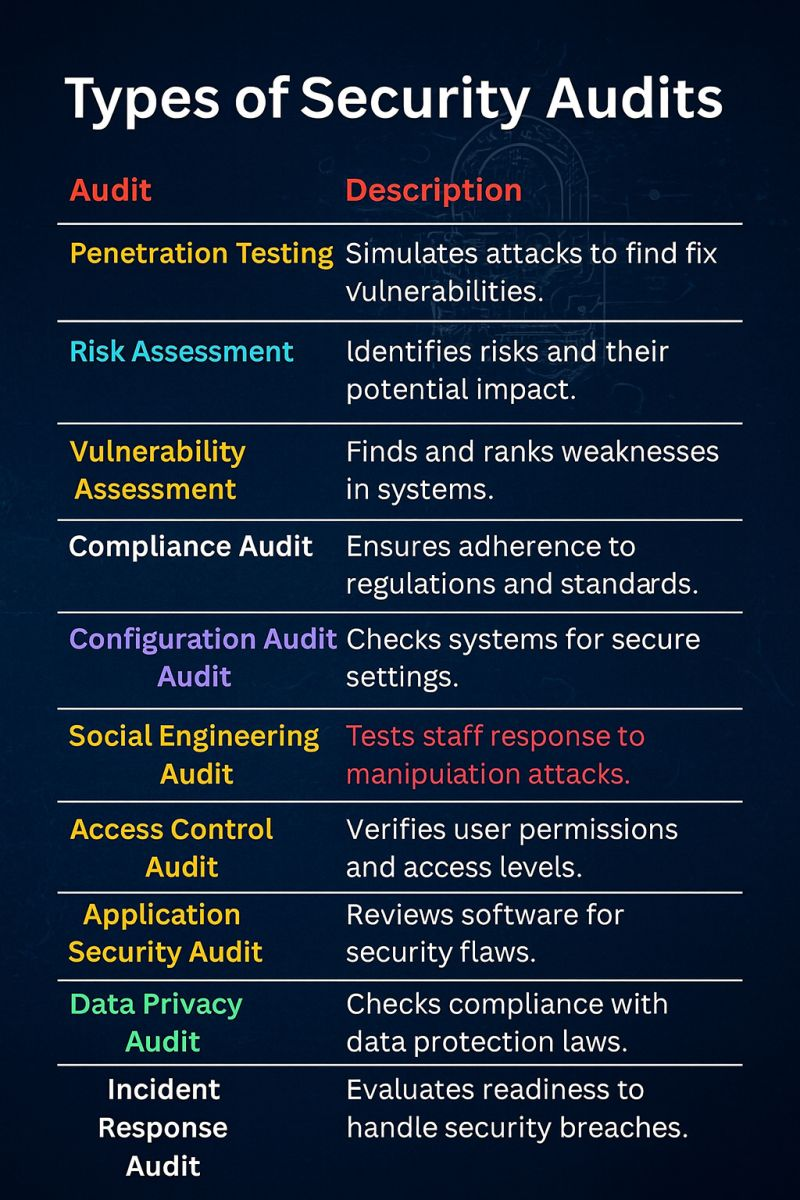 Types of Security Audits
Audit Description
Penetration Testing Simulates attacks to find fix
vulnerabilities.
Risk Assessment Identifies risks and their
potential impact.
Vulnerability Finds and ranks weaknesses
Assessment in systems.
Compliance Audit Ensures adherence to
regulations and standards.
Configuration Audit Checks systems for secure
Audit settings.
Social Engineering Tests staff response to
Audit manipuiation attacks.
Access Control Verifies user permissions
Audit and access levels.
Application Reviews software for
Security Audit security flaws.
Data Privacy Checks compliance with
Audit data protection laws.
Incident Evaluates readiness to
Response handle security breaches.
Audit